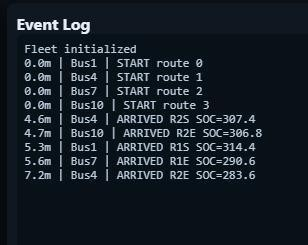 Event Log
Fleet initialized
0.0m | Bus1 | START route 0
0.0m | Bus4 | START route 1
0.0m | Bus7 | START route 2
0.0m | Bus10 | START route 3
4.6m | Bus4 | ARRIVED R2S SOC=307.4
4.7m | Bus10 | ARRIVED R2E SOC=306.8
5.3m | Bus1 | ARRIVED R1S SOC=314.4
5.6m | Bus7 | ARRIVED R1E SOC=290.6
7.2m | Bus4 | ARRIVED R2E SOC=283.6